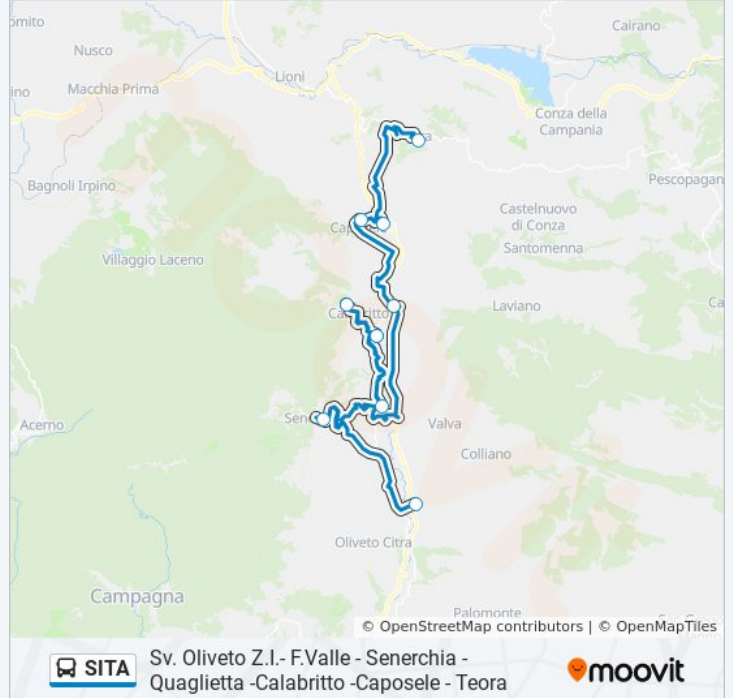 Cairano
Nusco
Lioni
Macchia Prima
Conza della
Campania
Bagnoli Irpino
Castelnuovo
di Conza
Santomenna
Villaggio Laceno
Laviano
Acerno
Valva
Colliano
Oliveto Citra
Campagna
Palomonte
© OpenStreetMap contributors | © OpenMapTiles
SITA
Sv. Oliveto Z.I.- F.Valle - Senerchia -
Quaglietta -Calabritto -Caposele - Teora
moovit